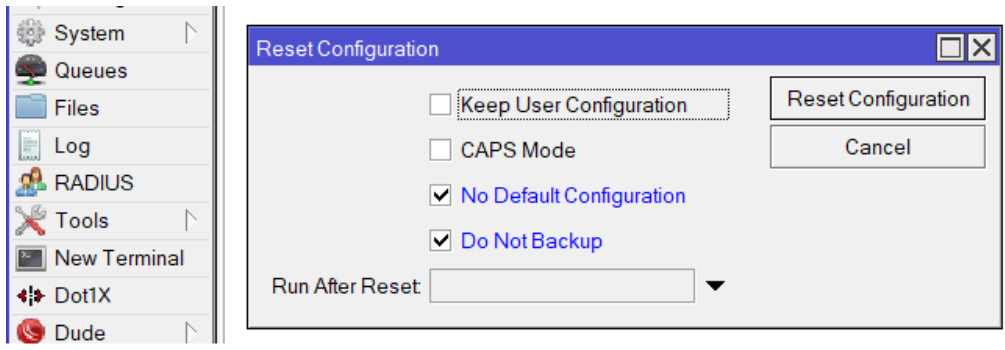 System
Queues
Files
Log
RADIUS
Tools
New Terminal
Dot1X
Dude
Reset Configuration
Keep User Configuration
CAPS Mode
No Default Configuration
Do Not Backup
Run After Reset:
Reset Configuration
Cancel